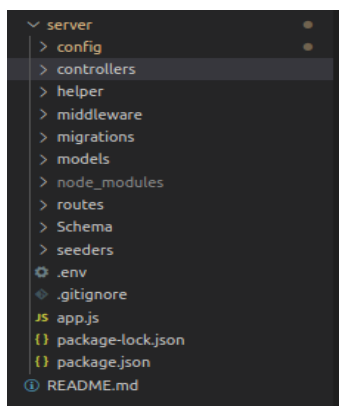 server
config
controllers
helper
middleware
migrations
models
node_modules
routes
Schema
seeders
.env
.gitignore
JS app.js
{} package-lock.json
{} package.json
README.md